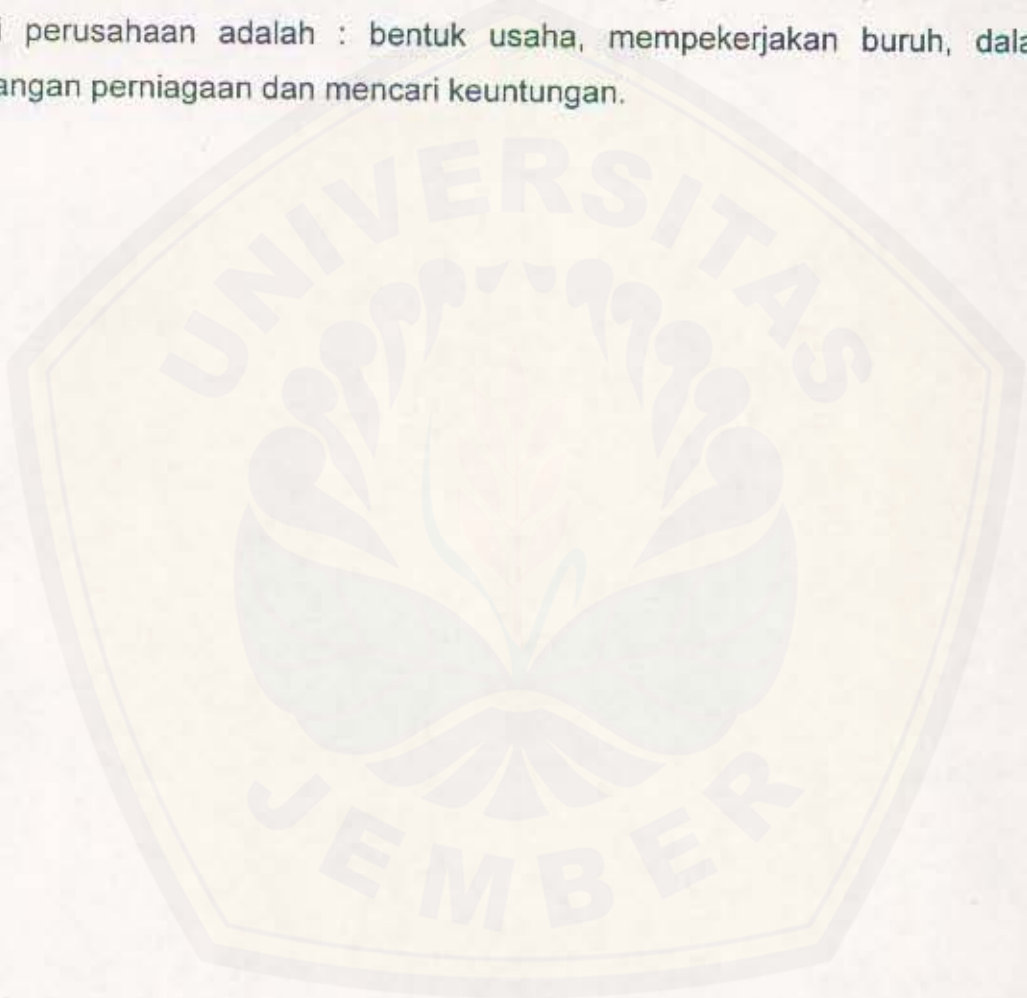 perusahaan adalah : bentuk usaha, mempekerjakan buruh, dala
angan perniagaan dan mencari keuntungan.
UNIVERSITAS
JEMBER